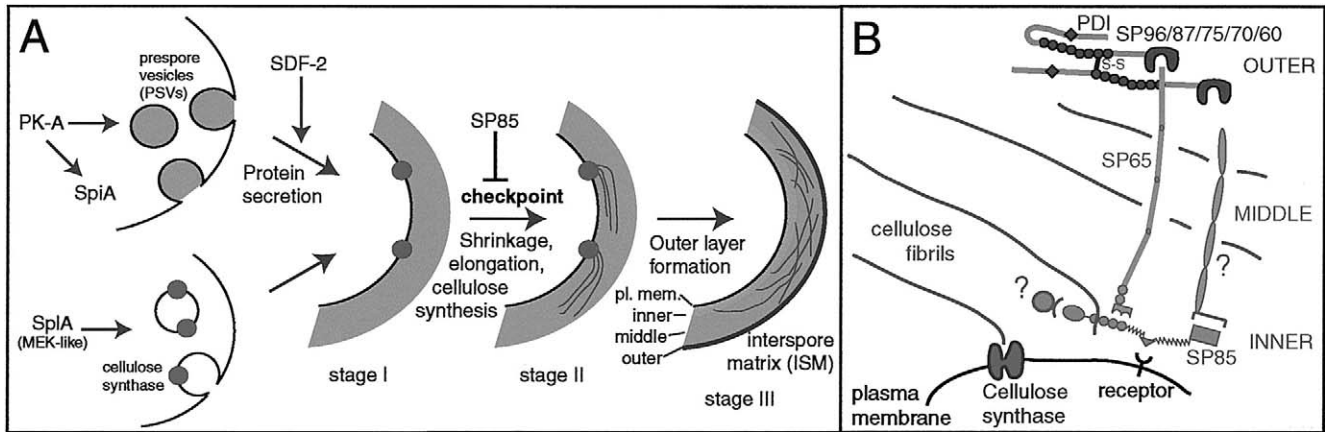 A
prespore
vesicles
(PSVs)
PK-A
SpiA
SplA
(MEK-like)
cellulose
synthase
SDF-2
Protein
secretion
stage I
SP85
checkpoint
Shrinkage,
elongation,
cellulose
synthesis
stage II
Outer layer
formation
pl. mem.
inner
middle
outer
interspore
matrix (ISM)
stage III
B
PDI
SP96/87/75/70/60
S-S
OUTER
SP65
MIDDLE
cellulose
fibrils
?
?
SP85
INNER
plasma
membrane
Cellulose
synthase
receptor